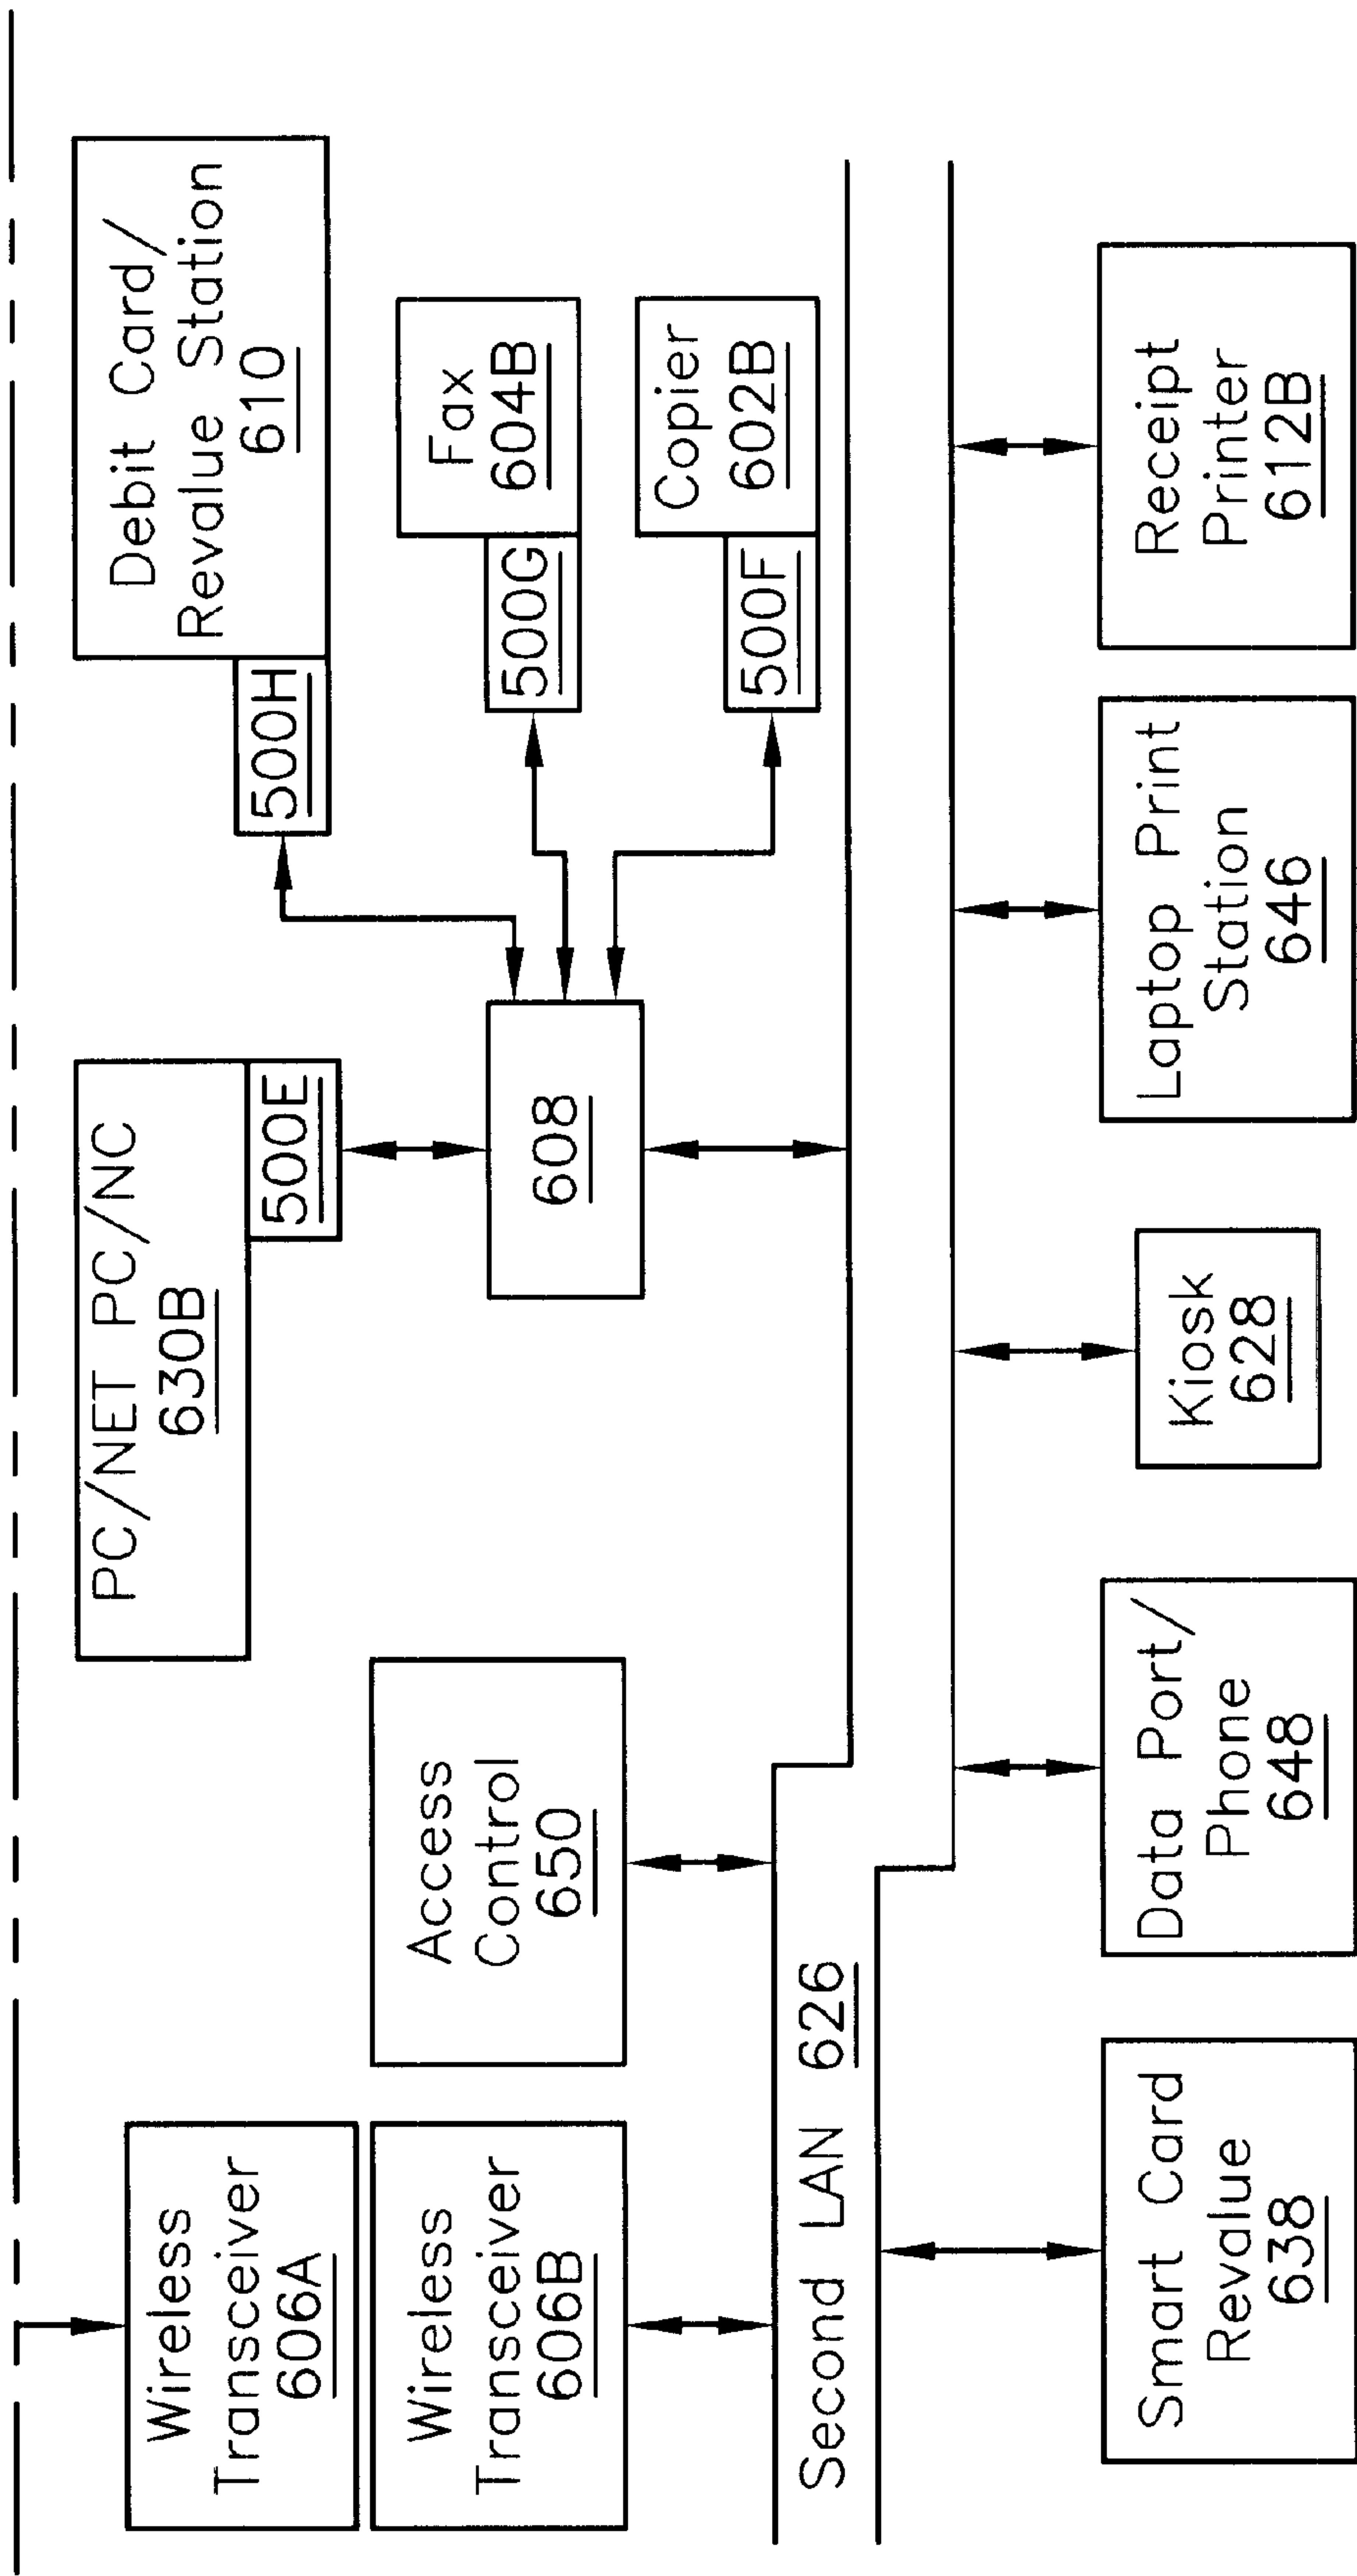 Wireless
Transceiver
606A
Wireless
Transceiver
606B
Access
Control
650
PC/NET PC/NC
630B
500E
608
Debit Card/
Revalue Station
610
500H
Fax
604B
500G
Copier
602B
500F
Second LAN 626
Smart Card
Revalue
638
Data Port/
Phone
648
Kiosk
628
Laptop Print
Station
646
Receipt
Printer
612B